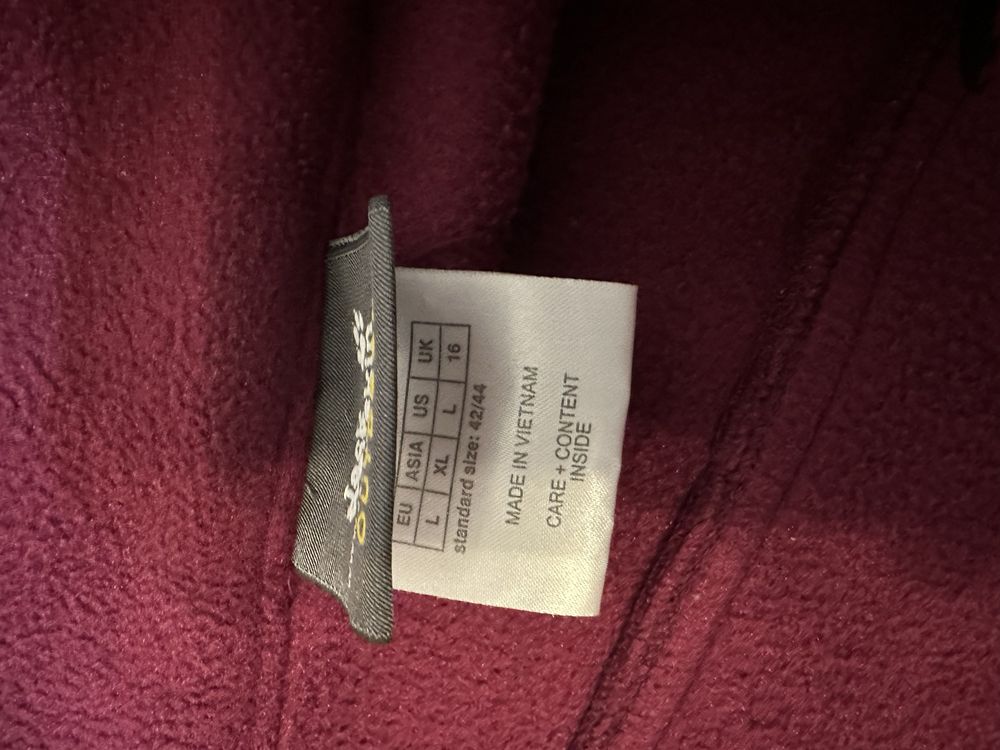 EU ASIA US UK
L XL L 16
standard size: 42/44
MADE IN VIETNAM
CARE + CONTENT
INSIDE